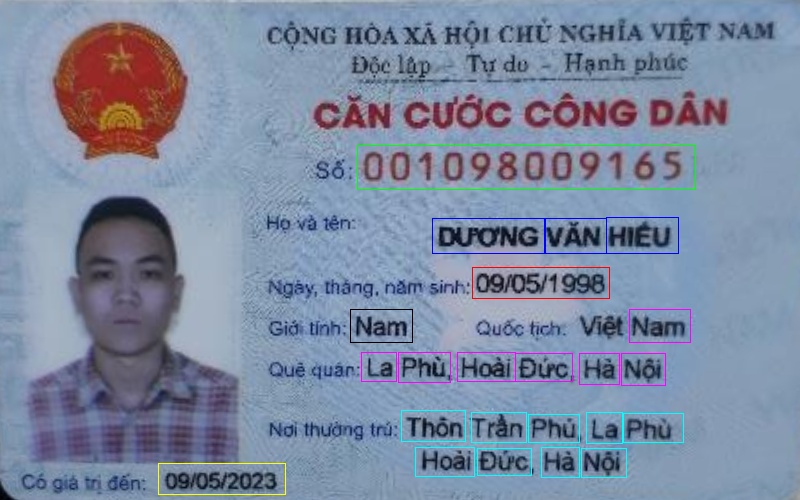 CỘNG HÒA XÃ HỘI CHỦ NGHĨA VIỆT NAM
Độc lập - Tự do - Hạnh phúc
CĂN CƯỚC CÔNG DÂN
Số: 001098009165
Họ và tên: DƯƠNG VĂN HIẾU
Ngày, tháng, năm sinh: 09/05/1998
Giới tính: Nam Quốc tịch: Việt Nam
Quê quán: La Phù, Hoài Đức, Hà Nội
Nơi thường trú: Thôn Trần Phú, La Phù
Hoài Đức, Hà Nội
Có giá trị đến: 09/05/2023